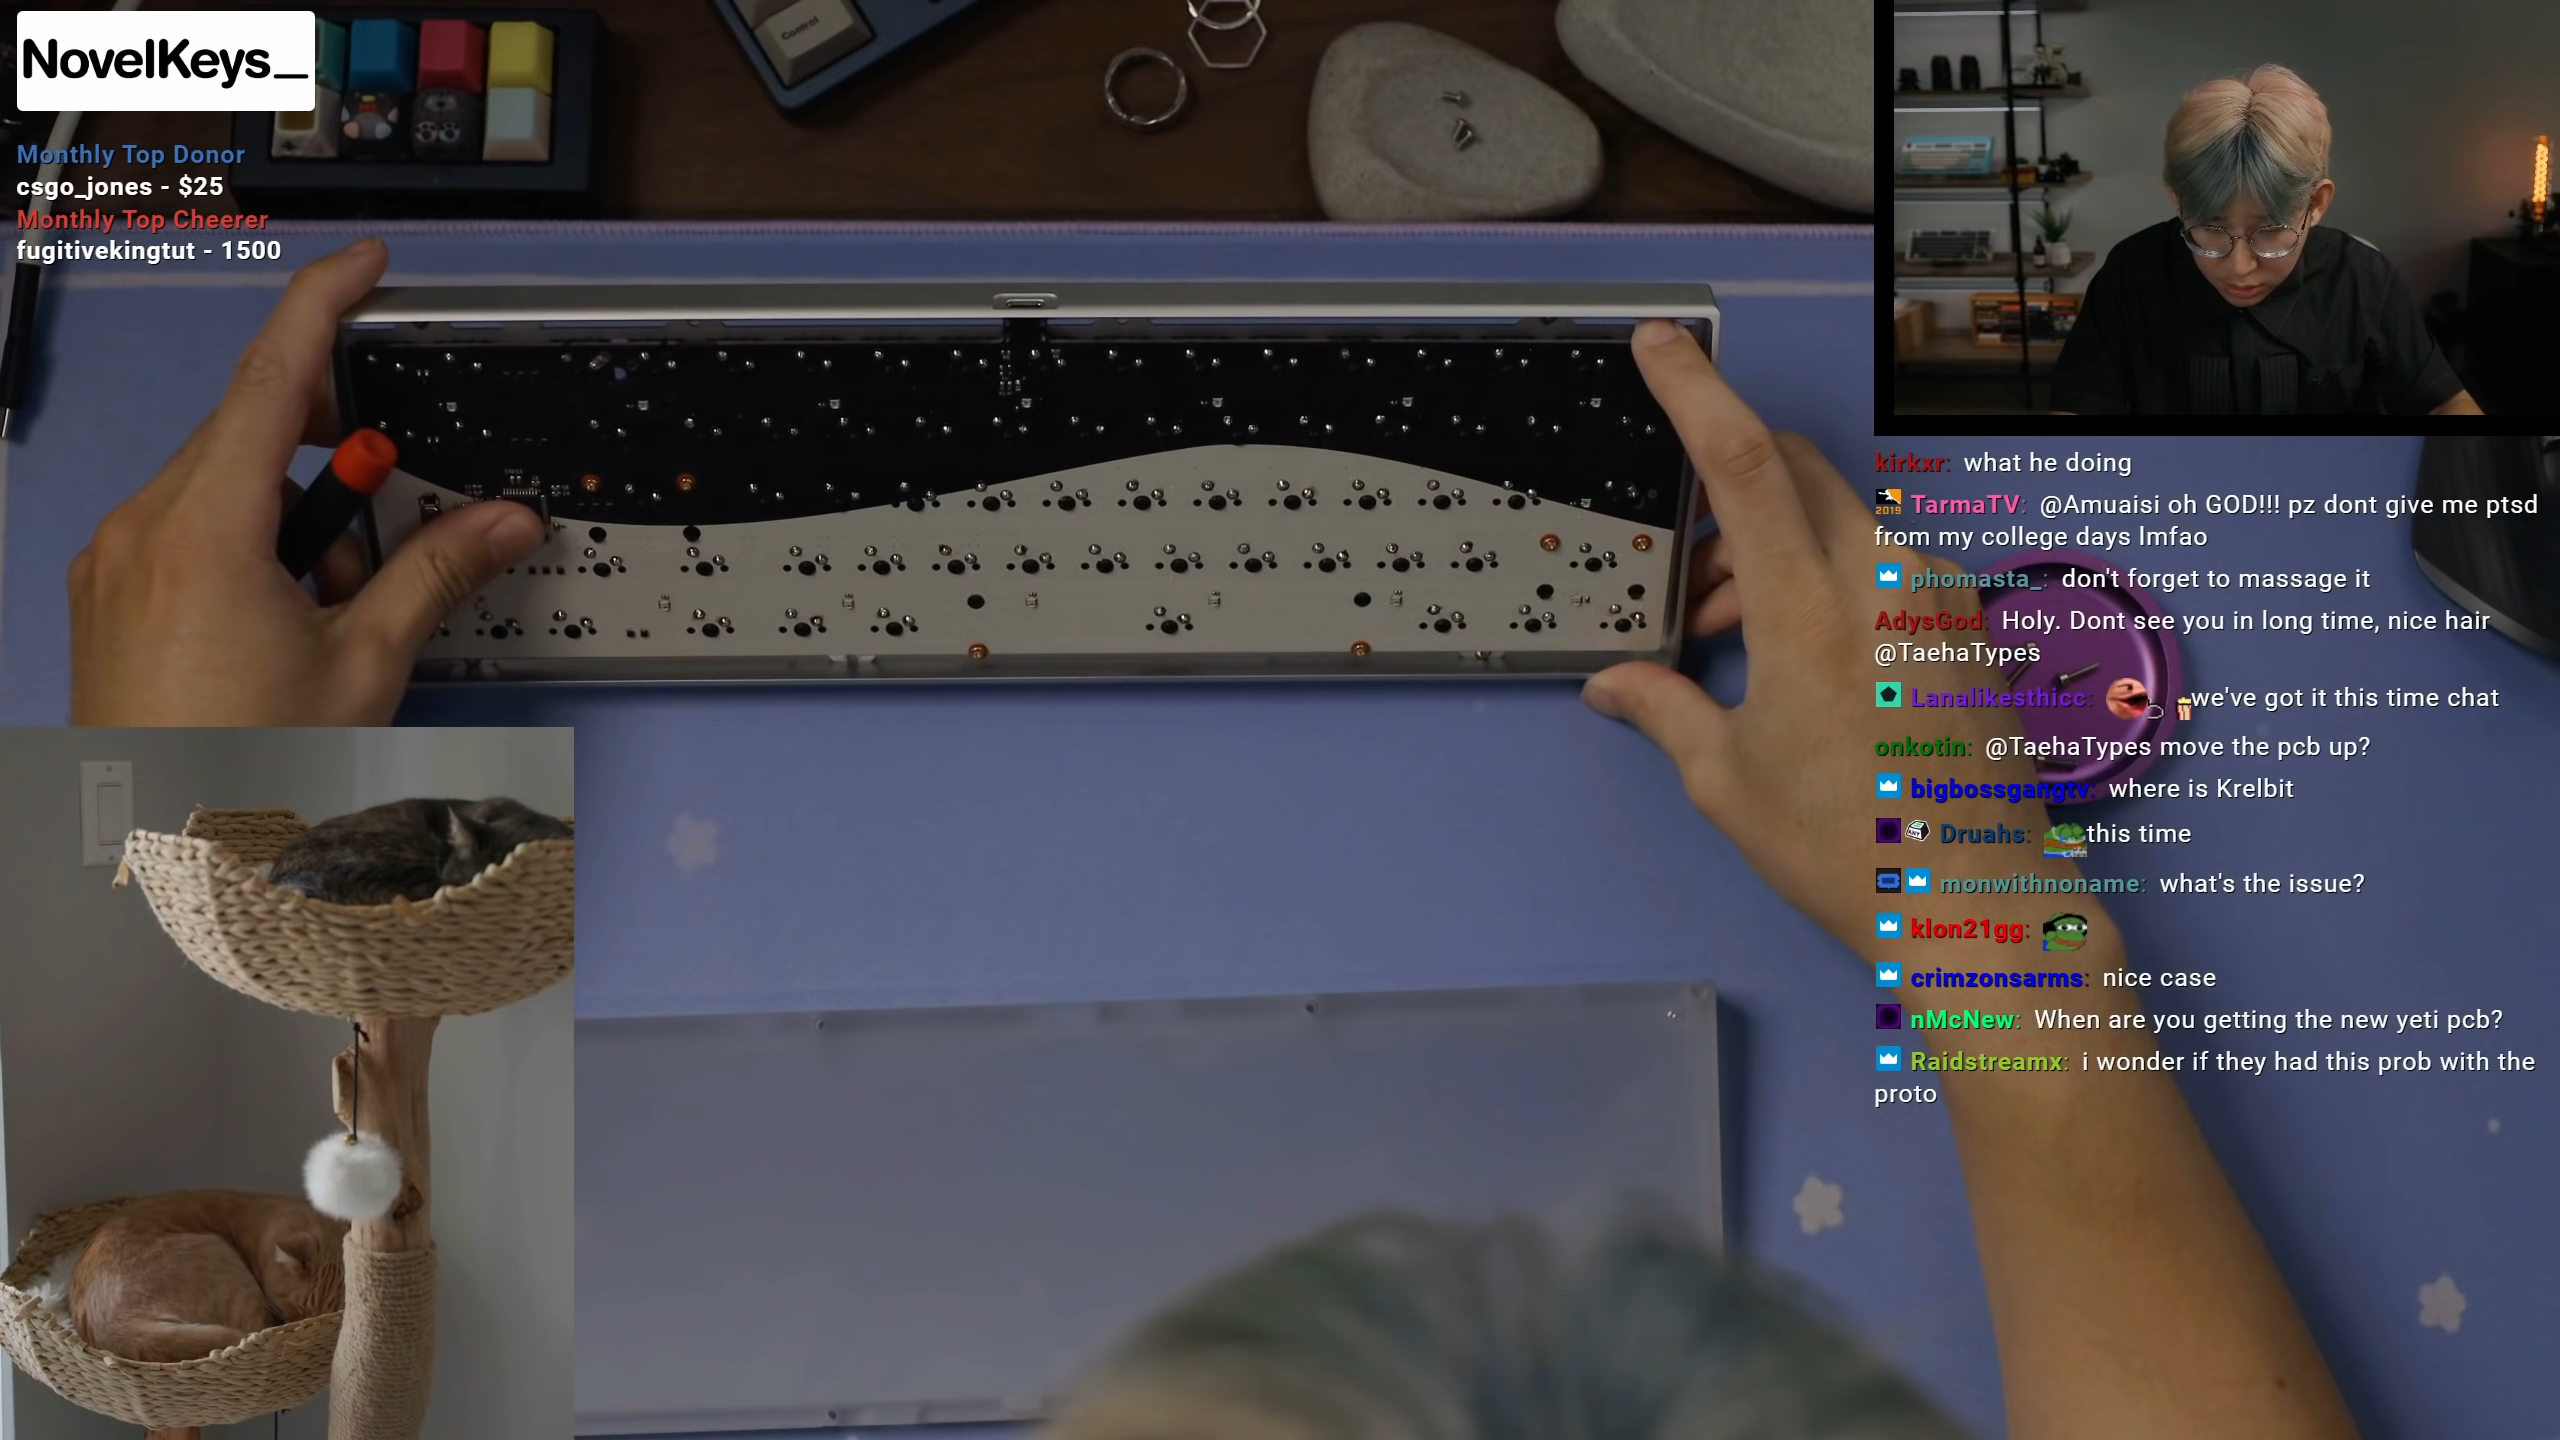 NovelKeys_
Control
Monthly Top Donor
csgo_jones - $25
Monthly Top Cheerer
fugitivekingtut - 1500
kirkxr: what he doing
2019 TarmaTV: @Amuaisi oh GOD!!! pz dont give me ptsd
from my college days lmfao
phomasta_: don't forget to massage it
AdysGod: Holy. Dont see you in long time, nice hair
@TaehaTypes
Lanalikesthicc: we've got it this time chat
onkotin: @TaehaTypes move the pcb up?
bigbossgangtv: where is Krelbit
Druahs: this time
monwithnoname: what's the issue?
klon21gg:
crimzonsarms: nice case
nMcNew: When are you getting the new yeti pcb?
Raidstreamx: i wonder if they had this prob with the
proto